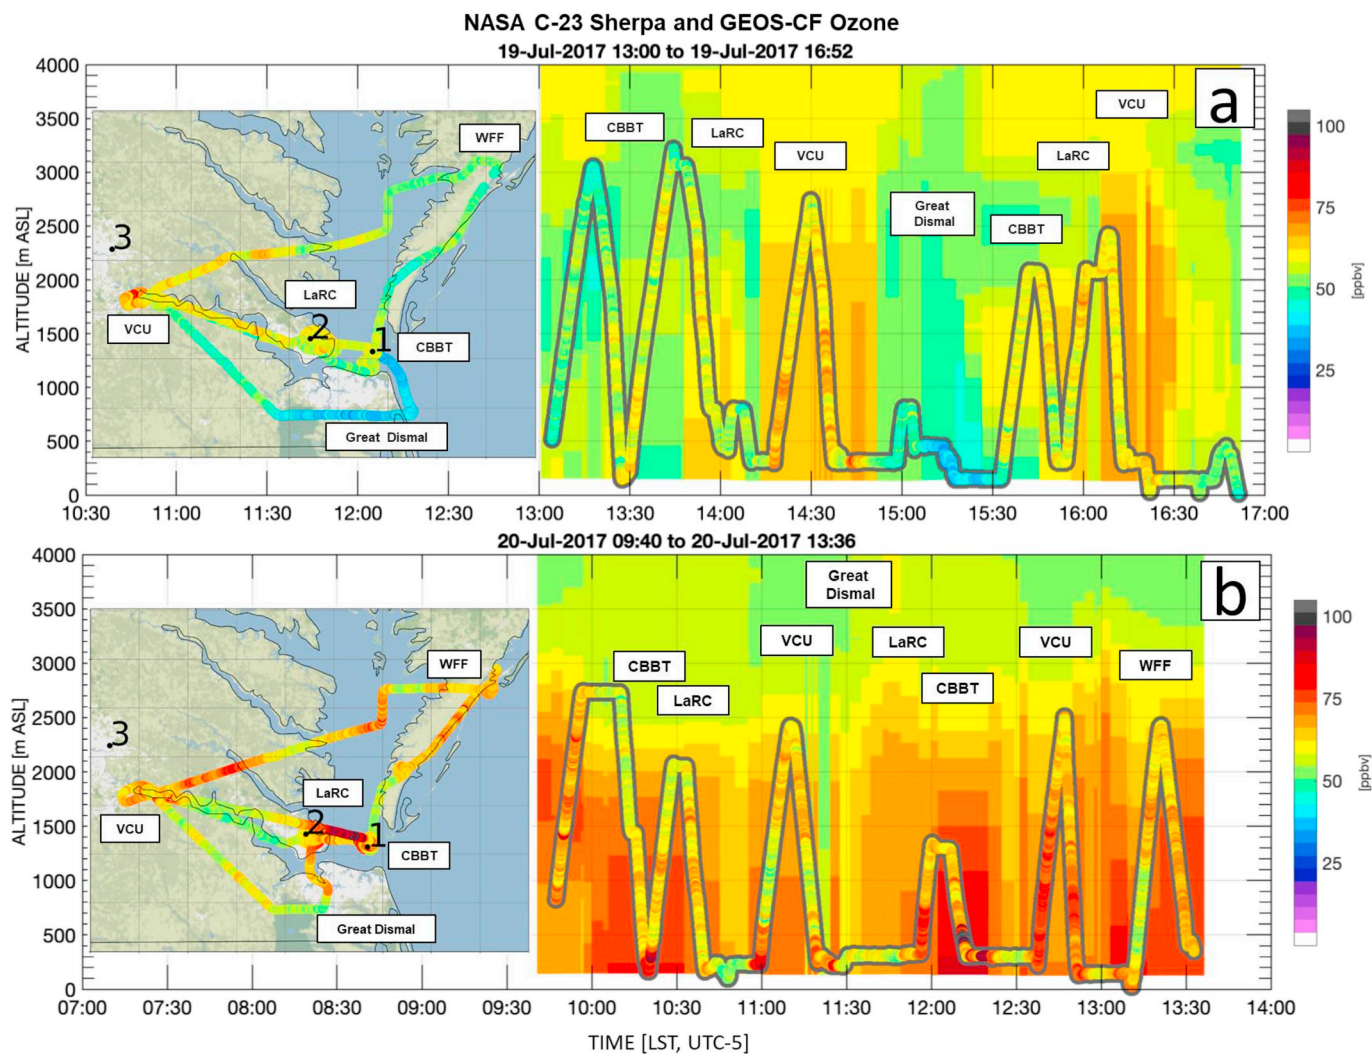 NASA C-23 Sherpa and GEOS-CF Ozone
19-Jul-2017 13:00 to 19-Jul-2017 16:52
ALTITUDE [m ASL]
4000
3500
3000
2500
2000
1500
1000
500
0
10:30 11:00 11:30 12:00 12:30 13:00 13:30 14:00 14:30 15:00 15:30 16:00 16:30 17:00
WFF
3
LaRC
2
1
VCU
CBBT
Great Dismal
CBBT
LaRC
VCU
Great
Dismal
CBBT
LaRC
VCU
a
100
75
50
25
[ppbv]
20-Jul-2017 09:40 to 20-Jul-2017 13:36
ALTITUDE [m ASL]
4000
3500
3000
2500
2000
1500
1000
500
0
07:00 07:30 08:00 08:30 09:00 09:30 10:00 10:30 11:00 11:30 12:00 12:30 13:00 13:30 14:00
WFF
3
LaRC
2
1
VCU
CBBT
Great Dismal
CBBT
LaRC
VCU
Great
Dismal
LaRC
CBBT
VCU
WFF
b
100
75
50
25
[ppbv]
TIME [LST, UTC-5]